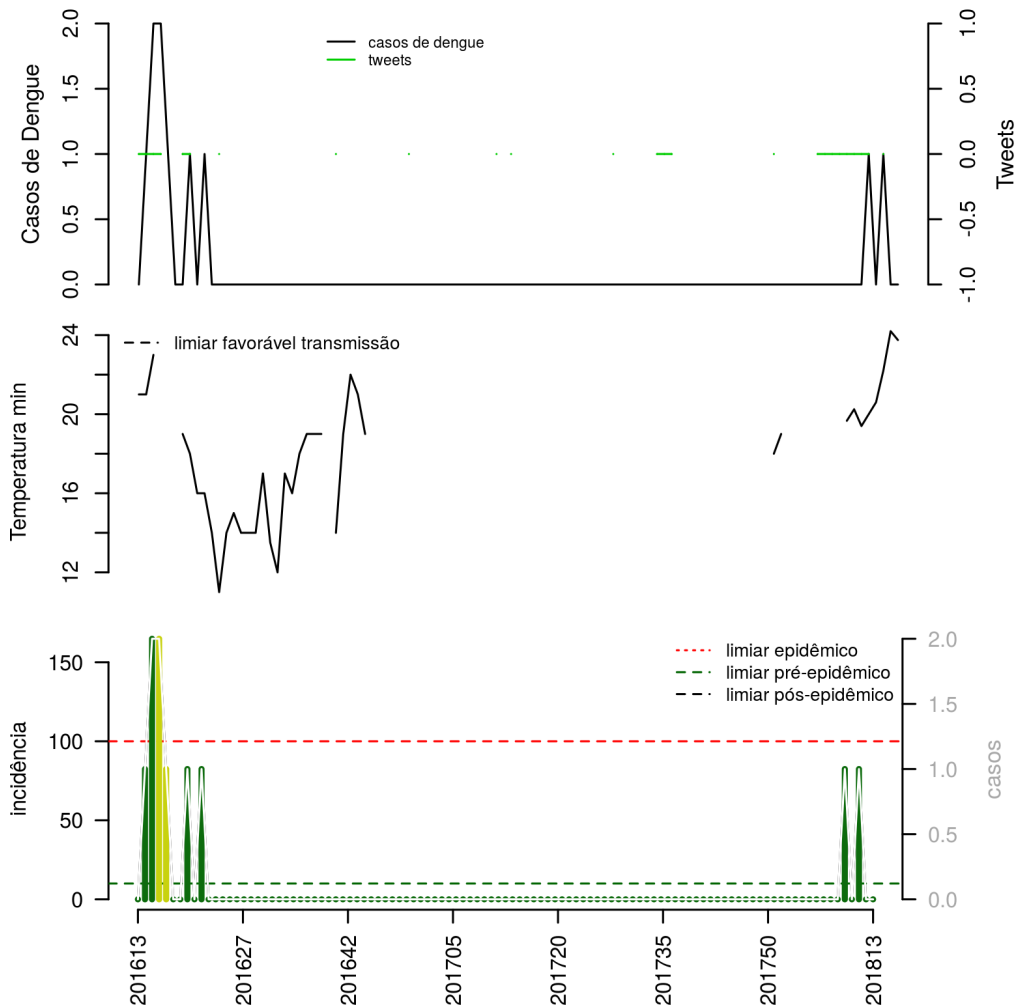 casos de dengue
tweets
Casos de Dengue
0.0 0.5 1.0 1.5 2.0
Tweets
-1.0 -0.5 0.0 0.5 1.0
limiar favorável transmissão
Temperatura min
12 16 20 24
limiar epidêmico
limiar pré-epidêmico
limiar pós-epidêmico
incidência
150
100
50
0
casos
2.0
1.5
1.0
0.5
0.0
201613 201627 201642 201705 201720 201735 201750 201813